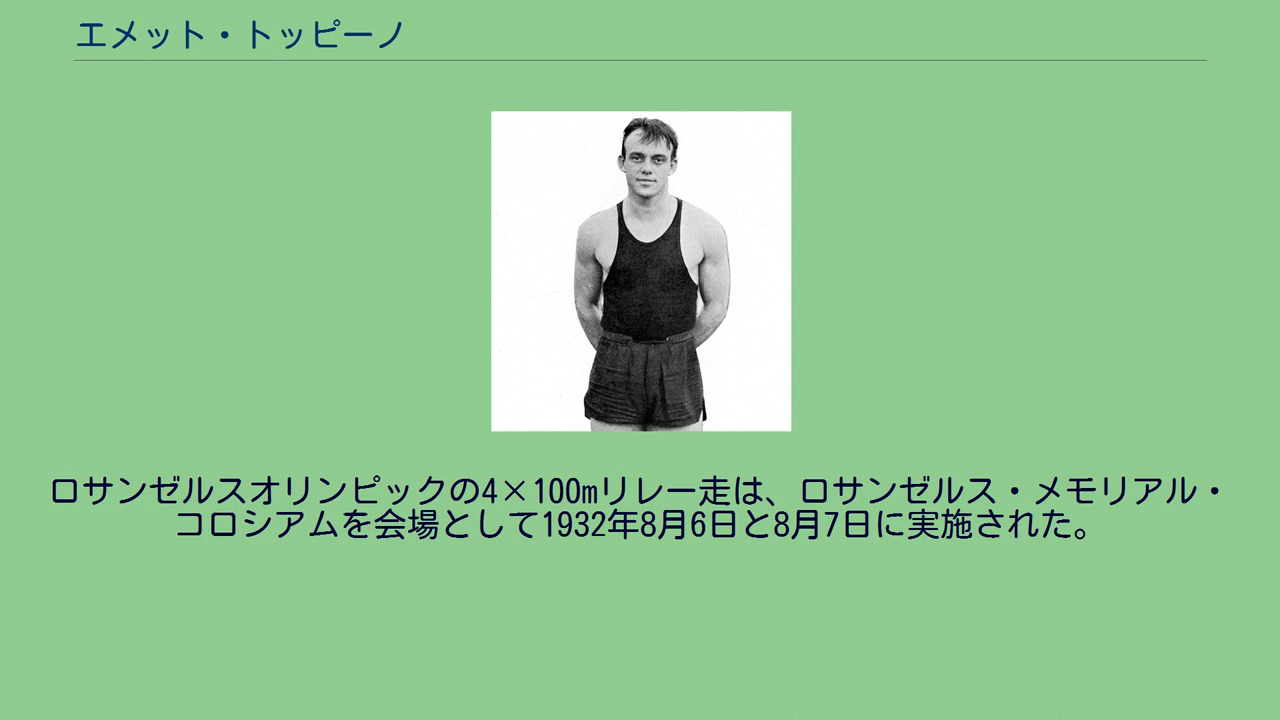 エメット・トッピーノ
ロサンゼルスオリンピックの4×100mリレー走は、ロサンゼルス・メモリアル・
コロシアムを会場として1932年8月6日と8月7日に実施された。